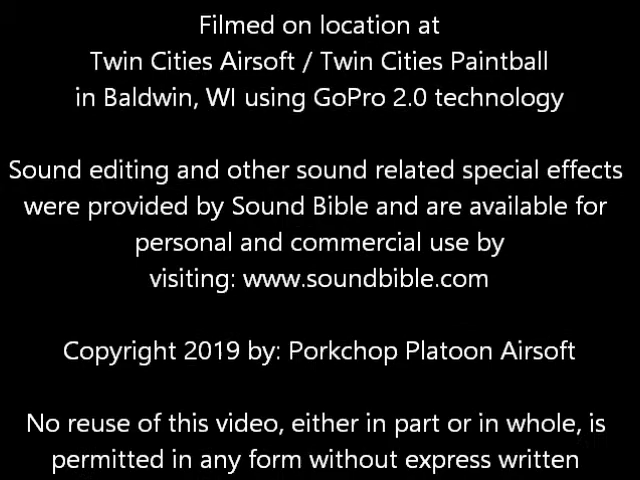 Filmed on location at
Twin Cities Airsoft / Twin Cities Paintball
in Baldwin, WI using GoPro 2.0 technology
Sound editing and other sound related special effects
were provided by Sound Bible and are available for
personal and commercial use by
visiting: www.soundbible.com
Copyright 2019 by: Porkchop Platoon Airsoft
No reuse of this video, either in part or in whole, is
permitted in any form without express written